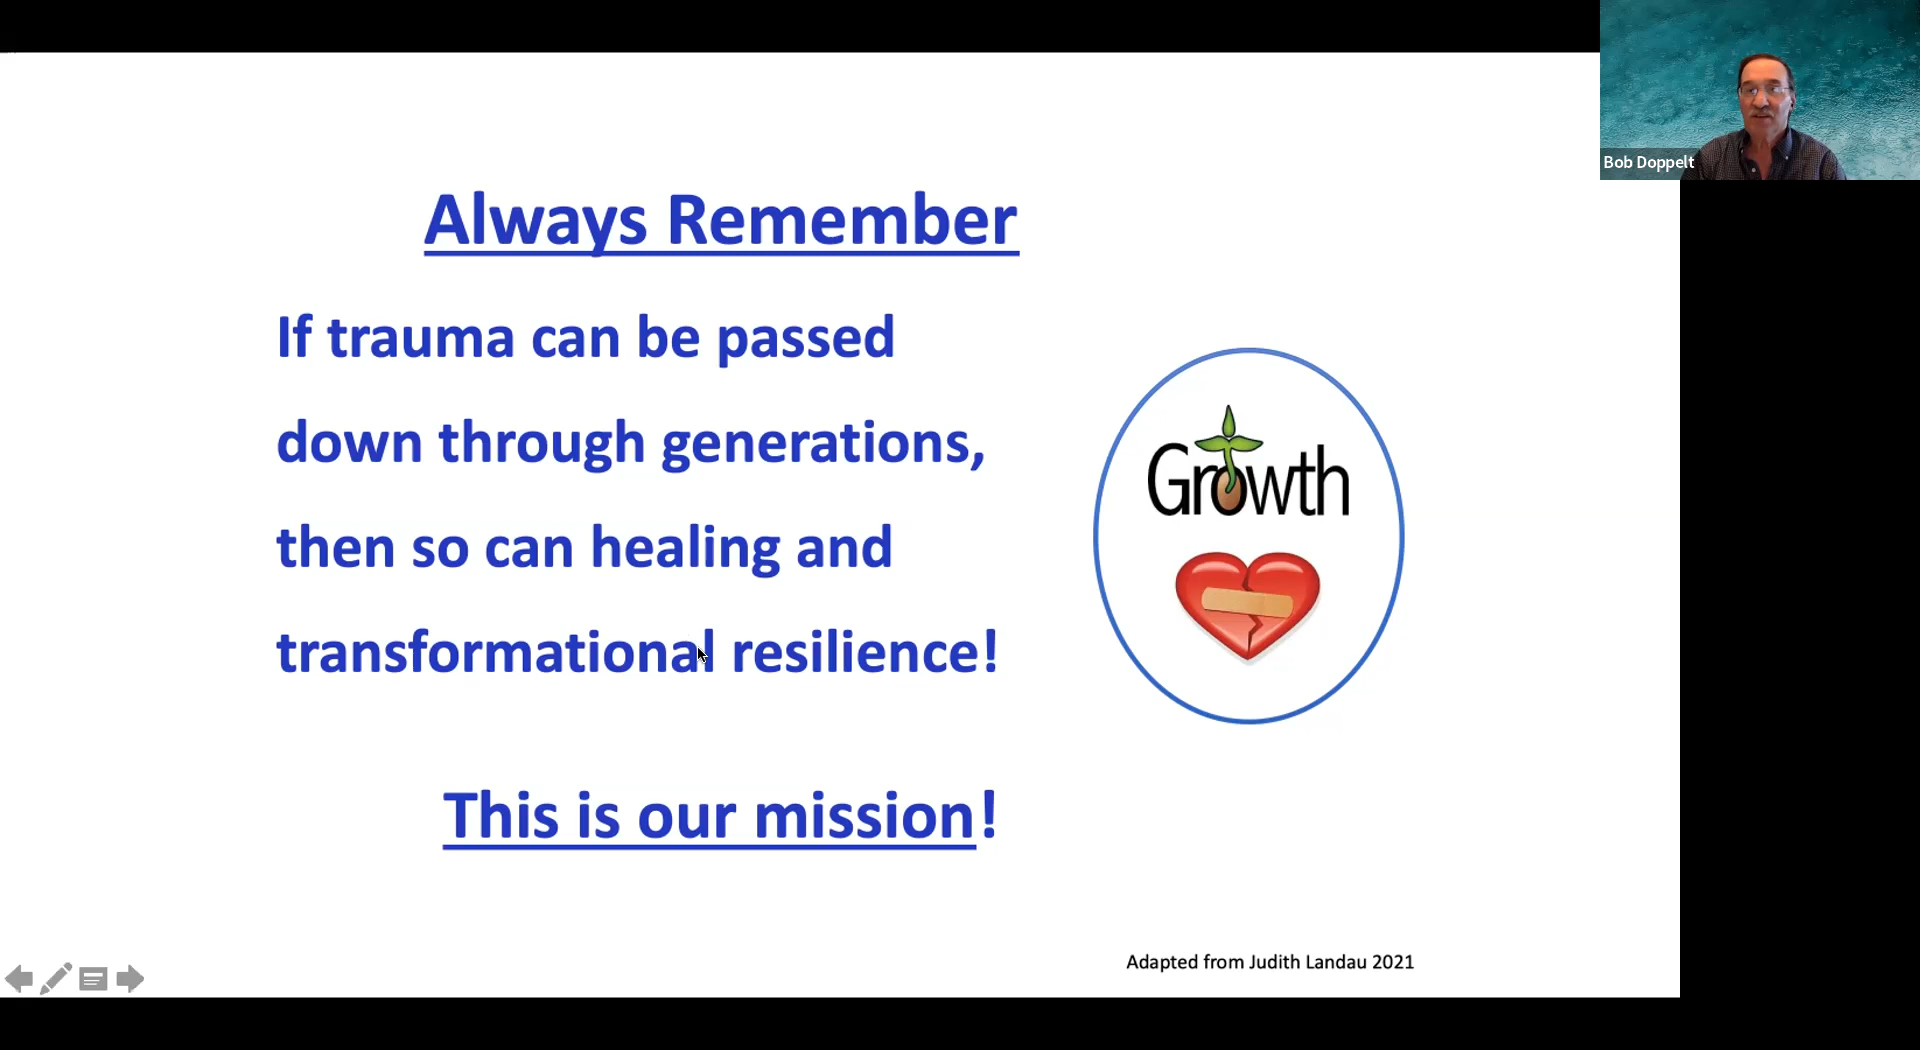 Bob Doppelt
Always Remember
If trauma can be passed
down through generations,
then so can healing and
transformational resilience!
Growth
This is our mission!
Adapted from Judith Landau 2021